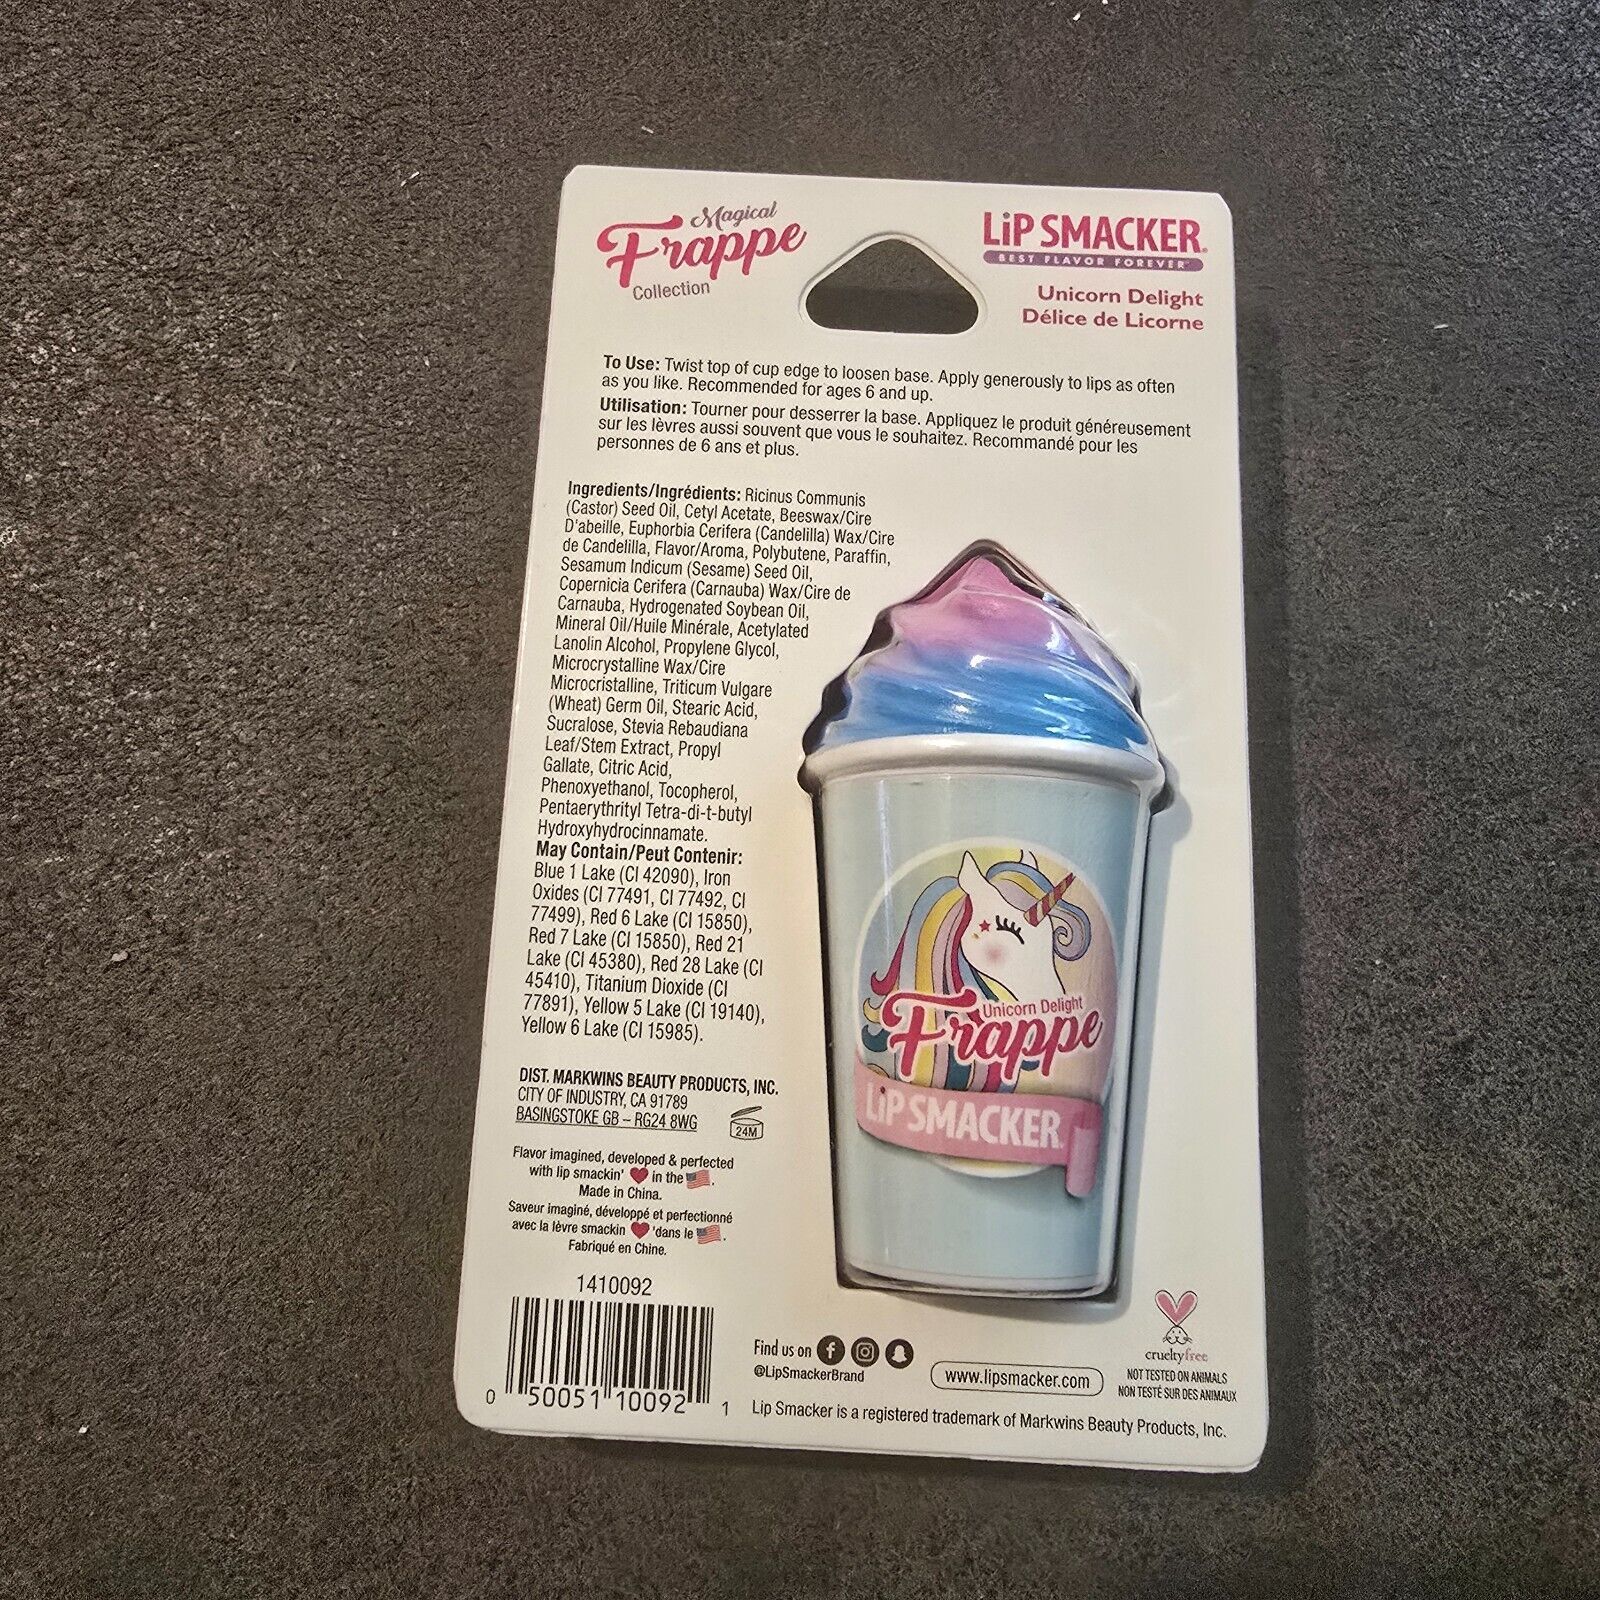 Magical
Frappe
Collection
LiP SMACKER®
BEST FLAVOR FOREVER
Unicorn Delight
Délice de Licorne
To Use: Twist top of cup edge to loosen base. Apply generously to lips as often
as you like. Recommended for ages 6 and up.
Utilisation: Tourner pour desserrer la base. Appliquez le produit généreusement
sur les lèvres aussi souvent que vous le souhaitez. Recommandé pour les
personnes de 6 ans et plus.
Ingredients/Ingrédients: Ricinus Communis
(Castor) Seed Oil, Cetyl Acetate, Beeswax/Cire
D'abeille, Euphorbia Cerifera (Candelilla) Wax/Cire
de Candelilla, Flavor/Aroma, Polybutene, Paraffin,
Sesamum Indicum (Sesame) Seed Oil,
Copernicia Cerifera (Carnauba) Wax/Cire de
Carnauba, Hydrogenated Soybean Oil,
Mineral Oil/Huile Minérale, Acetylated
Lanolin Alcohol, Propylene Glycol,
Microcrystalline Wax/Cire
Microcristalline, Triticum Vulgare
(Wheat) Germ Oil, Stearic Acid,
Sucralose, Stevia Rebaudiana
Leaf/Stem Extract, Propyl
Gallate, Citric Acid,
Phenoxyethanol, Tocopherol,
Pentaerythrityl Tetra-di-t-butyl
Hydroxyhydrocinnamate.
May Contain/Peut Contenir:
Blue 1 Lake (CI 42090), Iron
Oxides (CI 77491, CI 77492, CI
77499), Red 6 Lake (CI 15850),
Red 7 Lake (CI 15850), Red 21
Lake (CI 45380), Red 28 Lake (CI
45410), Titanium Dioxide (CI
77891), Yellow 5 Lake (CI 19140),
Yellow 6 Lake (CI 15985).
Unicorn Delight
Frappe
LiP SMACKER®
DIST. MARKWINS BEAUTY PRODUCTS, INC.
CITY OF INDUSTRY, CA 91789
BASINGSTOKE GB – RG24 8WG
24M
Flavor imagined, developed & perfected
with lip smackin' ♥ in the 🇺🇸.
Made in China.
Saveur imaginé, développé et perfectionné
avec la lèvre smackin ♥ 'dans le 🇺🇸.
Fabriqué en Chine.
1410092
0 50051 10092 1
Find us on
@LipSmackerBrand
www.lipsmacker.com
crueltyfree
NOT TESTED ON ANIMALS
NON TESTÉ SUR DES ANIMAUX
Lip Smacker is a registered trademark of Markwins Beauty Products, Inc.